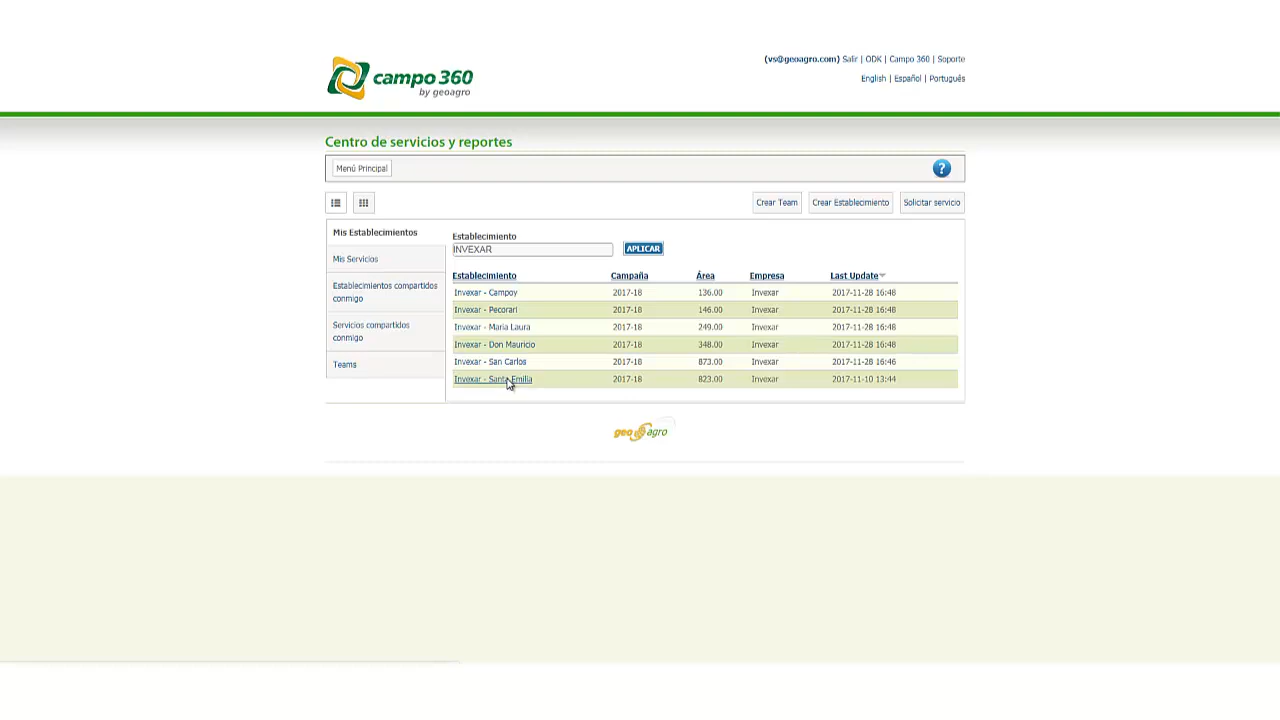 campo 360
by geoagro
(vs@geoagro.com) Salir | ODK | Campo 360 | Soporte
English | Español | Português
Centro de servicios y reportes
Menú Principal
?
Crear Team
Crear Establecimiento
Solicitar servicio
Mis Establecimientos
Mis Servicios
Establecimientos compartidos
conmigo
Servicios compartidos
conmigo
Teams
Establecimiento
INVEXAR
APLICAR
Establecimiento Campaña Área Empresa Last Update
Invexar - Campoy 2017-18 136.00 Invexar 2017-11-28 16:48
Invexar - Pecorari 2017-18 146.00 Invexar 2017-11-28 16:48
Invexar - Maria Laura 2017-18 249.00 Invexar 2017-11-28 16:48
Invexar - Don Mauricio 2017-18 348.00 Invexar 2017-11-28 16:48
Invexar - San Carlos 2017-18 873.00 Invexar 2017-11-28 16:46
Invexar - Santa Emilia 2017-18 823.00 Invexar 2017-11-10 13:44
geoagro